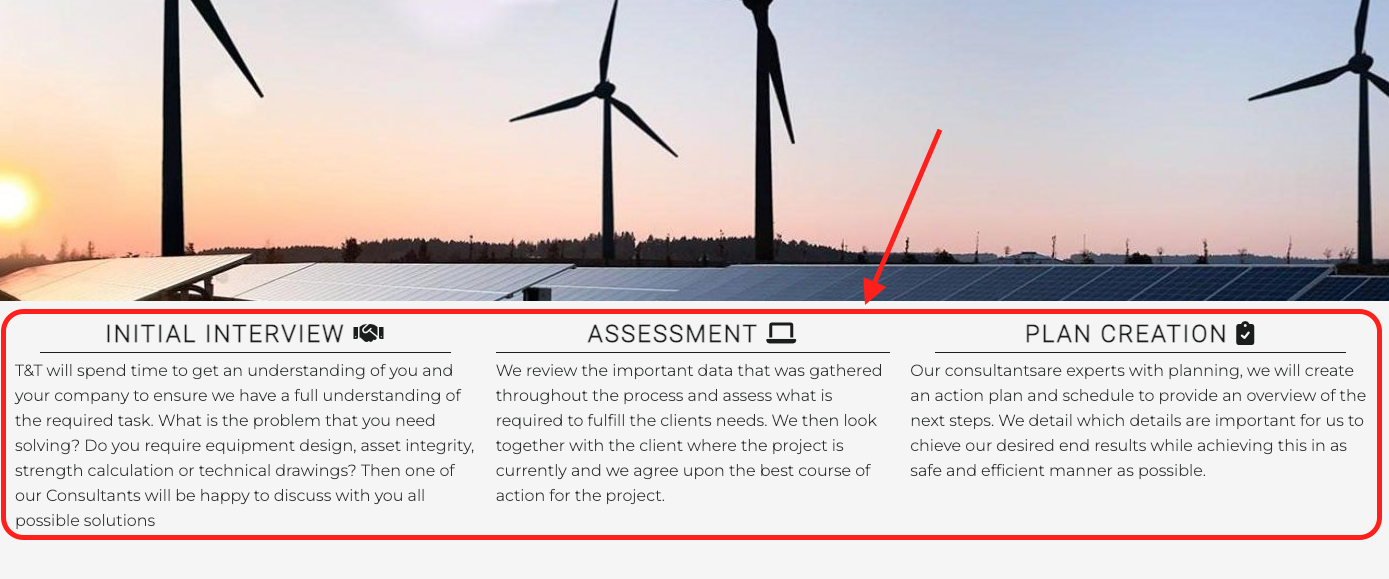 INITIAL INTERVIEW
T&T will spend time to get an understanding of you and
your company to ensure we have a full understanding of
the required task. What is the problem that you need
solving? Do you require equipment design, asset integrity,
strength calculation or technical drawings? Then one of
our Consultants will be happy to discuss with you all
possible solutions
ASSESSMENT
We review the important data that was gathered
throughout the process and assess what is
required to fulfill the clients needs. We then look
together with the client where the project is
currently and we agree upon the best course of
action for the project.
PLAN CREATION
Our consultantsare experts with planning, we will create
an action plan and schedule to provide an overview of the
next steps. We detail which details are important for us to
chieve our desired end results while achieving this in as
safe and efficient manner as possible.